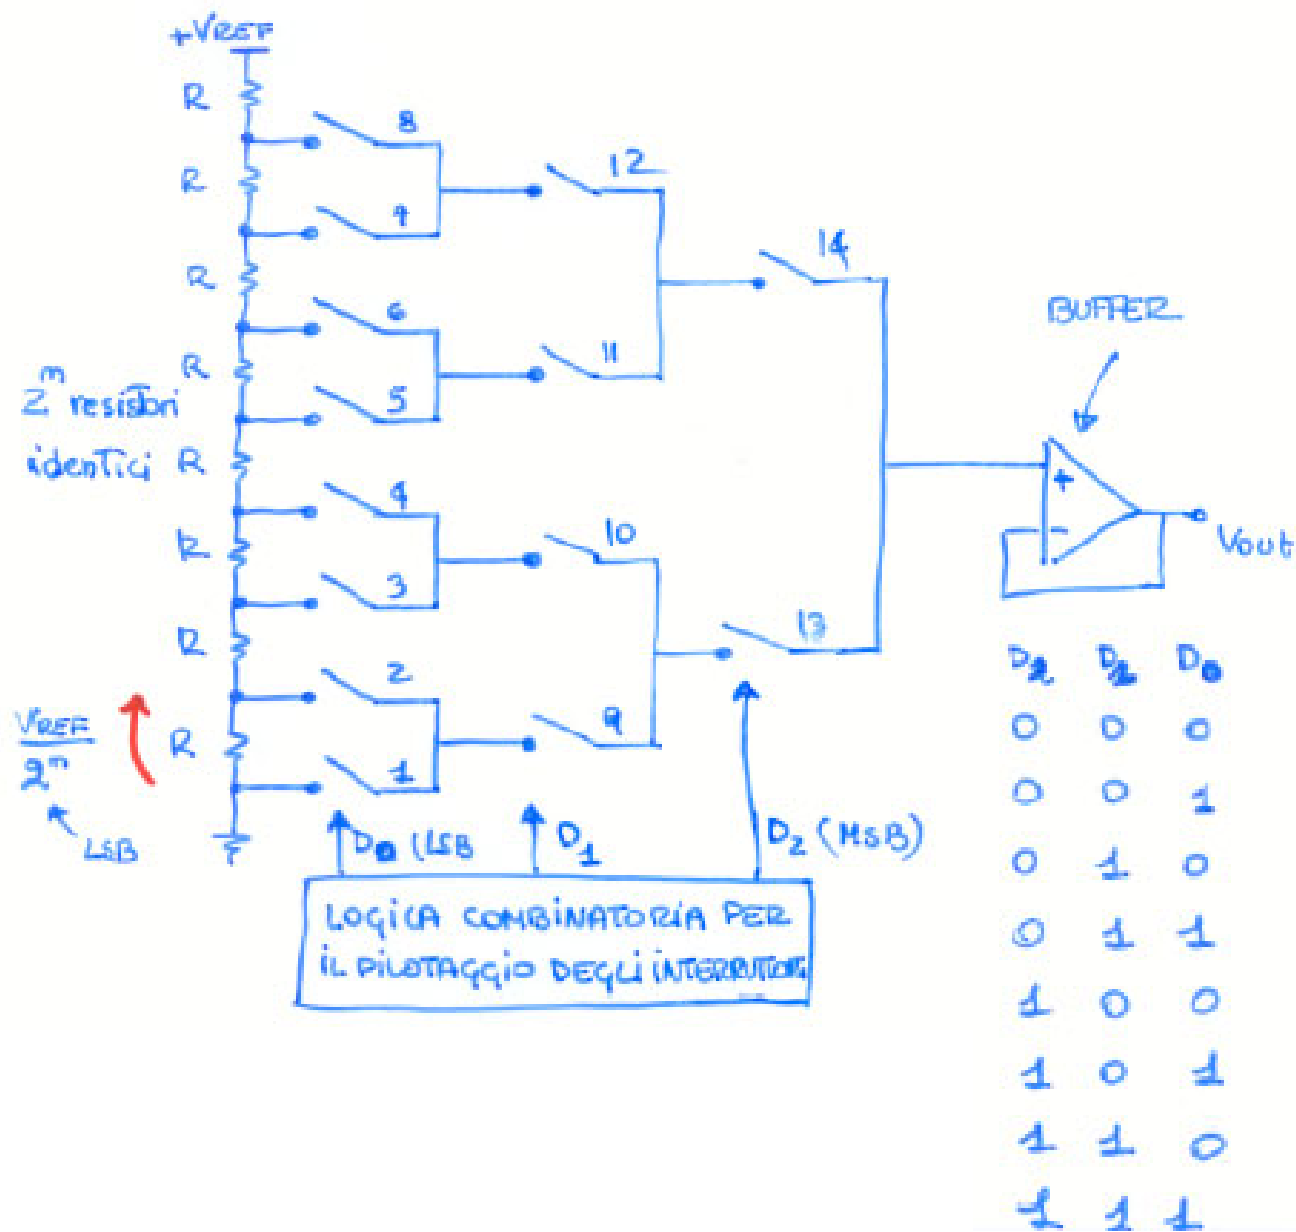 +VREF
R
8
R
12
7
R
14
6
BUFFER
R
11
2^n resistori
5
identici R
+
4
R
10
Vout
3
R
13
D2 D1 D0
2
VREF
R
9
0 0 0
2^n
1
0 0 1
LSB
D0 (LSB
D1
D2 (MSB)
0 1 0
LOGICA COMBINATORIA PER
0 1 1
IL PILOTAGGIO DEGLI INTERRUTTORI
1 0 0
1 0 1
1 1 0
1 1 1